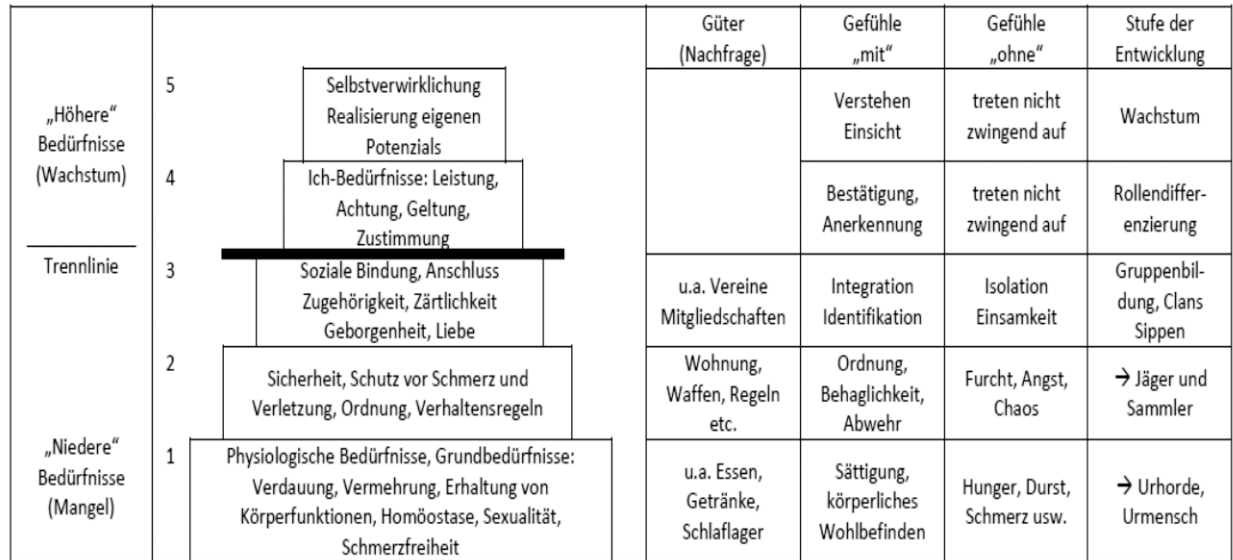 Güter
(Nachfrage)
Gefühle
„mit“
Gefühle
„ohne“
Stufe der
Entwicklung
„Höhere“
Bedürfnisse
(Wachstum)
5
Selbstverwirklichung
Realisierung eigenen
Potenzials
Verstehen
Einsicht
treten nicht
zwingend auf
Wachstum
4
Ich-Bedürfnisse: Leistung,
Achtung, Geltung,
Zustimmung
Bestätigung,
Anerkennung
treten nicht
zwingend auf
Rollendiffer-
enzierung
Trennlinie
3
Soziale Bindung, Anschluss
Zugehörigkeit, Zärtlichkeit
Geborgenheit, Liebe
u.a. Vereine
Mitgliedschaften
Integration
Identifikation
Isolation
Einsamkeit
Gruppenbil-
dung, Clans
Sippen
2
Sicherheit, Schutz vor Schmerz und
Verletzung, Ordnung, Verhaltensregeln
Wohnung,
Waffen, Regeln
etc.
Ordnung,
Behaglichkeit,
Abwehr
Furcht, Angst,
Chaos
→ Jäger und
Sammler
„Niedere“
Bedürfnisse
(Mangel)
1
Physiologische Bedürfnisse, Grundbedürfnisse:
Verdauung, Vermehrung, Erhaltung von
Körperfunktionen, Homöostase, Sexualität,
Schmerzfreiheit
u.a. Essen,
Getränke,
Schlaflager
Sättigung,
körperliches
Wohlbefinden
Hunger, Durst,
Schmerz usw.
→ Urhorde,
Urmensch